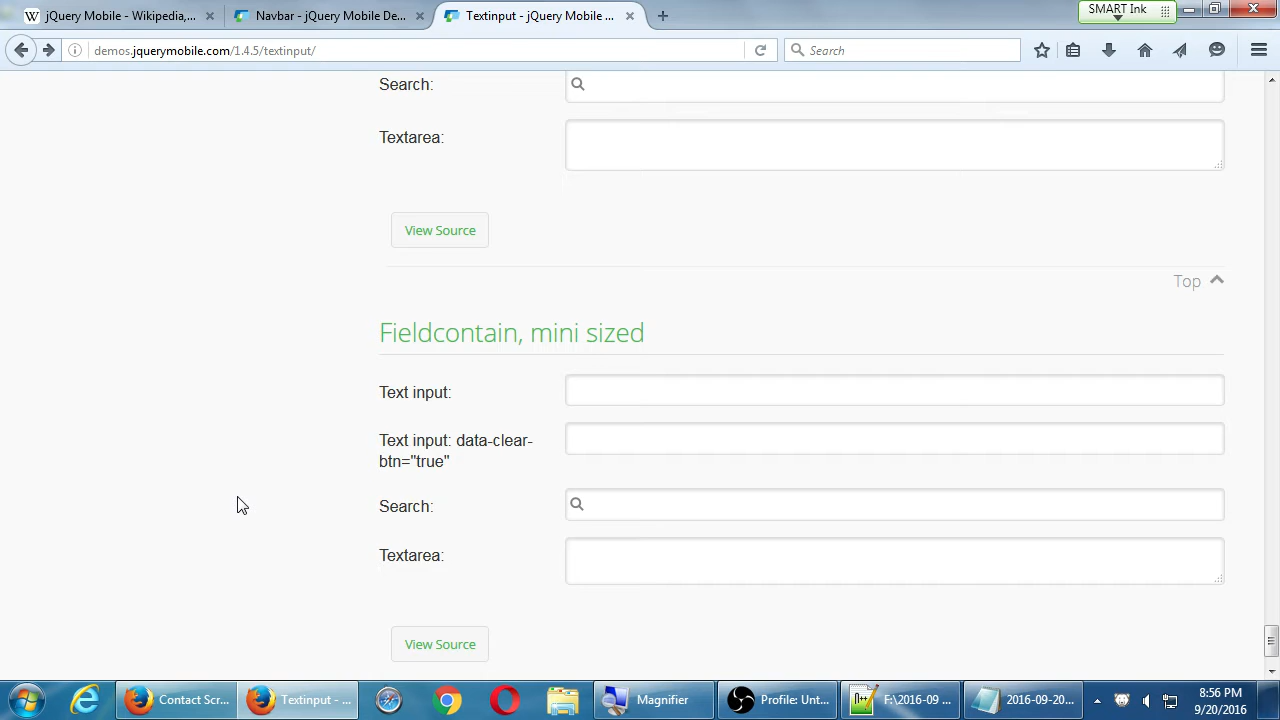 jQuery Mobile - Wikipedia,...
Navbar - jQuery Mobile De...
Textinput - jQuery Mobile ...
SMART Ink
demos.jquerymobile.com/1.4.5/textinput/
Search
Search:
Textarea:
View Source
Top
Fieldcontain, mini sized
Text input:
Text input: data-clear-
btn="true"
Search:
Textarea:
View Source
Contact Scr...
Textinput - ...
Magnifier
Profile: Unt...
F:\2016-09 ...
2016-09-20...
8:56 PM
9/20/2016